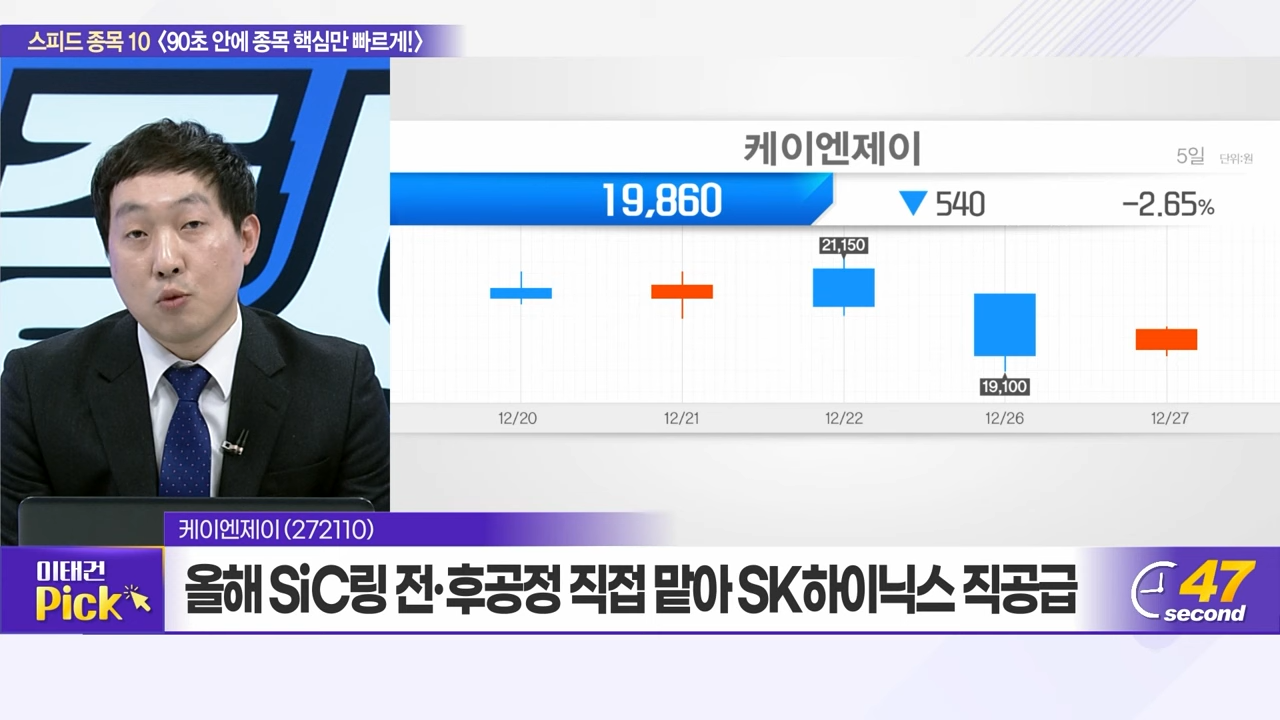 스피드 종목 10 〈90초 안에 종목 핵심만 빠르게!〉
케이엔제이
5일 단위:원
19,860 ▼ 540 -2.65%
21,150
19,100
12/20 12/21 12/22 12/26 12/27
케이엔제이(272110)
이태건
Pick
올해 SiC링 전·후공정 직접 맡아 SK하이닉스 직공급
47
second